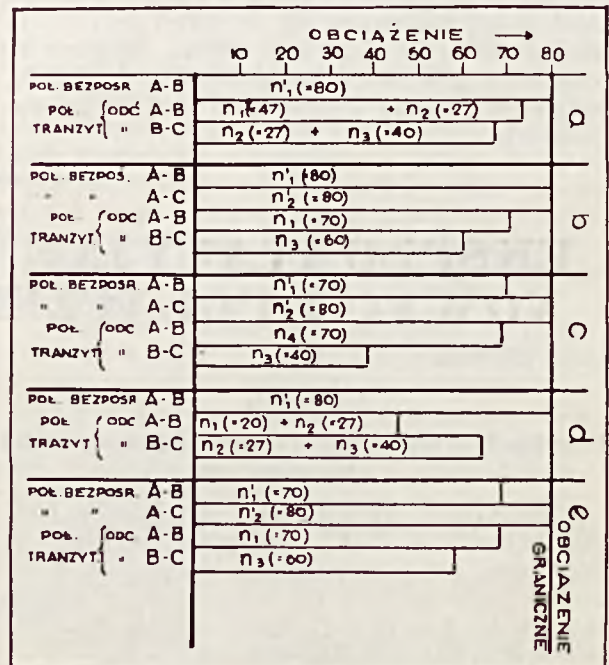 OBCIĄŻENIE →
10 20 30 40 50 60 70 80
POŁ. BEZPOŚR A-B n'₁ (=80)
POŁ { ODĆ A-B n₁(=47) + n₂ (=27) a
TRANZYT { " B-C n₂ (=27) + n₃ (=40)
POŁ. BEZPOŚ. A-B n'₁ (=80)
" " A-C n'₂ (=80)
POŁ { ODC A-B n₁ (=70) b
TRANZYT { " B-C n₃ (=60)
POŁ. BEZPOSR. A-B n'₁ (=70)
" " A-C n'₂ (=80)
POŁ { ODC A-B n₄ (=70) c
TRANZYT { " B-C n₃ (=40)
POŁ. BEZPOSR A-B n'₁ (=80)
POŁ { ODC A-B n₁ (=20) + n₂ (=27) d
TRAZYT { " B-C n₂ (=27) + n₃ (=40)
POŁ. BEZPOSR. A-B n'₁ (=70) e
" " A-C n'₂ (=80)
POŁ. { ODC A-B n₁ (=70)
TRANZYT { " B-C n₃ (=60)
OBCIĄŻENIE
GRANICZNE